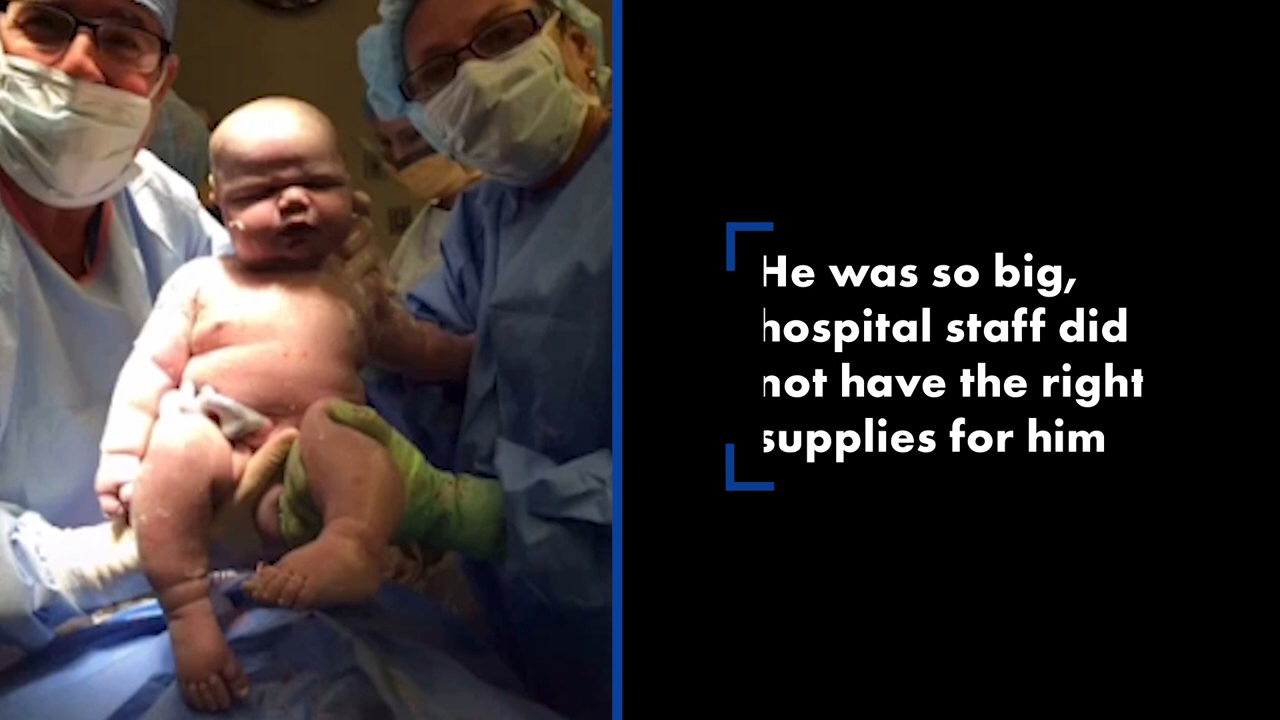 He was so big,
hospital staff did
not have the right
supplies for him